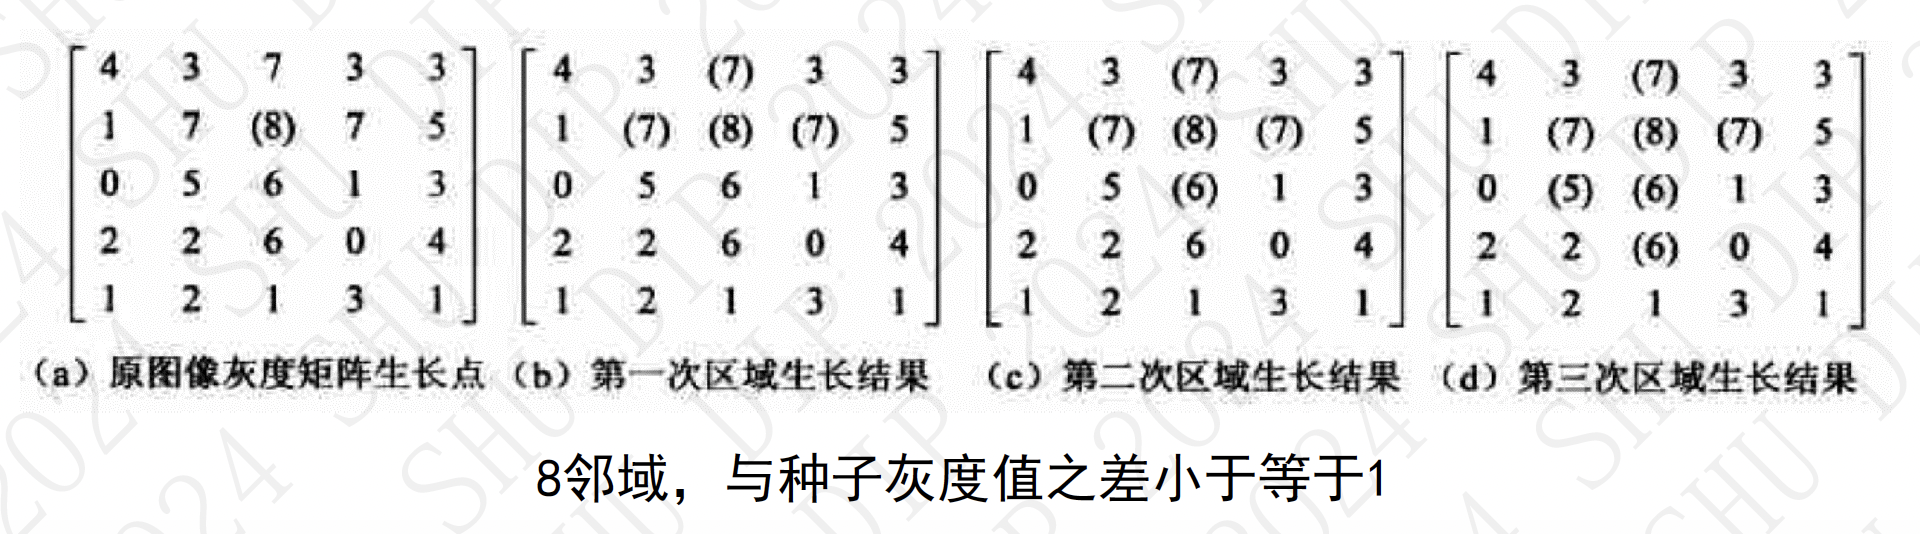 4 3 7 3 3 4 3 (7) 3 3 4 3 (7) 3 3 4 3 (7) 3 3
1 7 (8) 7 5 1 (7) (8) (7) 5 1 (7) (8) (7) 5 1 (7) (8) (7) 5
0 5 6 1 3 0 5 6 1 3 0 5 (6) 1 3 0 (5) (6) 1 3
2 2 6 0 4 2 2 6 0 4 2 2 6 0 4 2 2 (6) 0 4
1 2 1 3 1 1 2 1 3 1 1 2 1 3 1 1 2 1 3 1
(a) 原图像灰度矩阵生长点 (b) 第一次区域生长结果 (c) 第二次区域生长结果 (d) 第三次区域生长结果
8邻域，与种子灰度值之差小于等于1
SHU DIP 2024